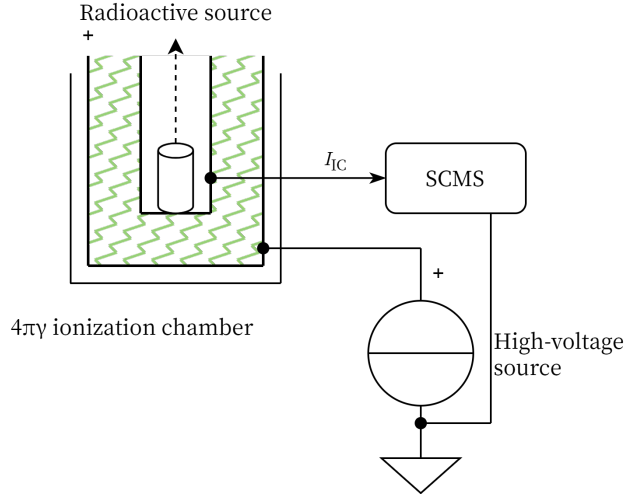 Radioactive source
+
I_IC
SCMS
+
4πγ ionization chamber
High-voltage
source